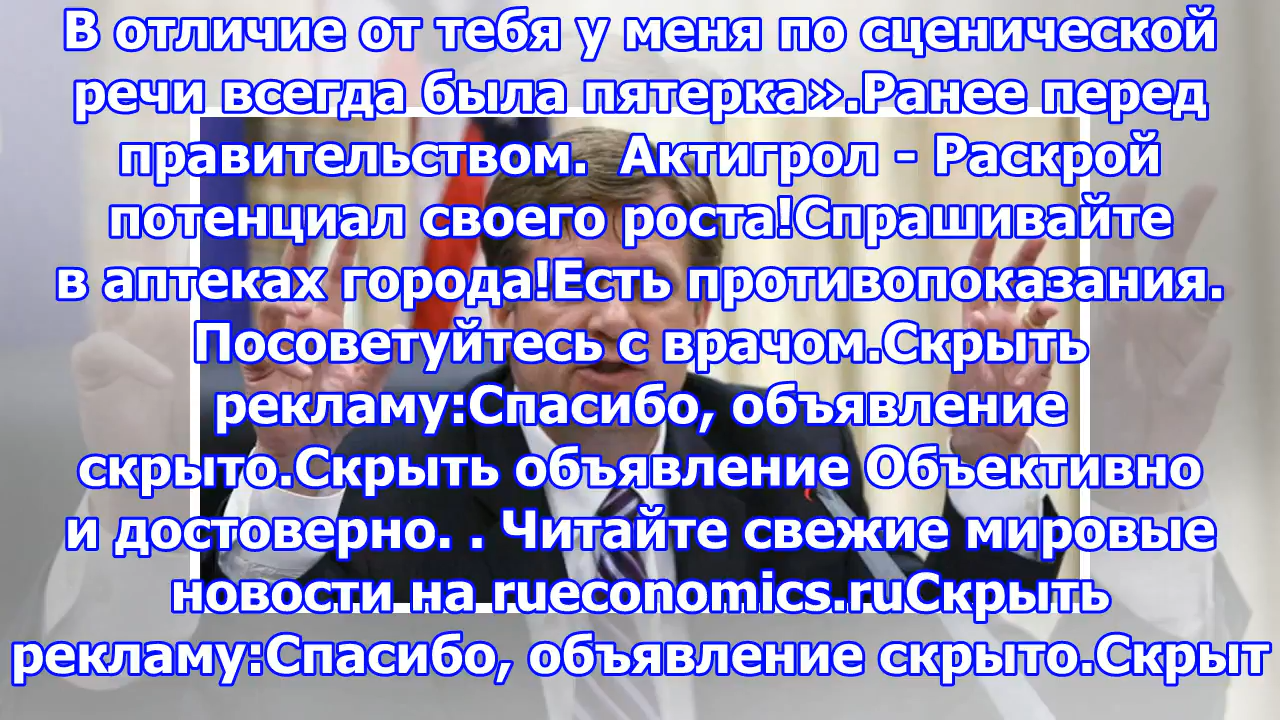 В отличие от тебя у меня по сценической
речи всегда была пятерка».Ранее перед
правительством.  Актигрол - Раскрой
потенциал своего роста!Спрашивайте
в аптеках города!Есть противопоказания.
Посоветуйтесь с врачом.Скрыть
рекламу:Спасибо, объявление
скрыто.Скрыть объявление Объективно
и достоверно. . Читайте свежие мировые
новости на rueconomics.ruСкрыть
рекламу:Спасибо, объявление скрыто.Скрыт